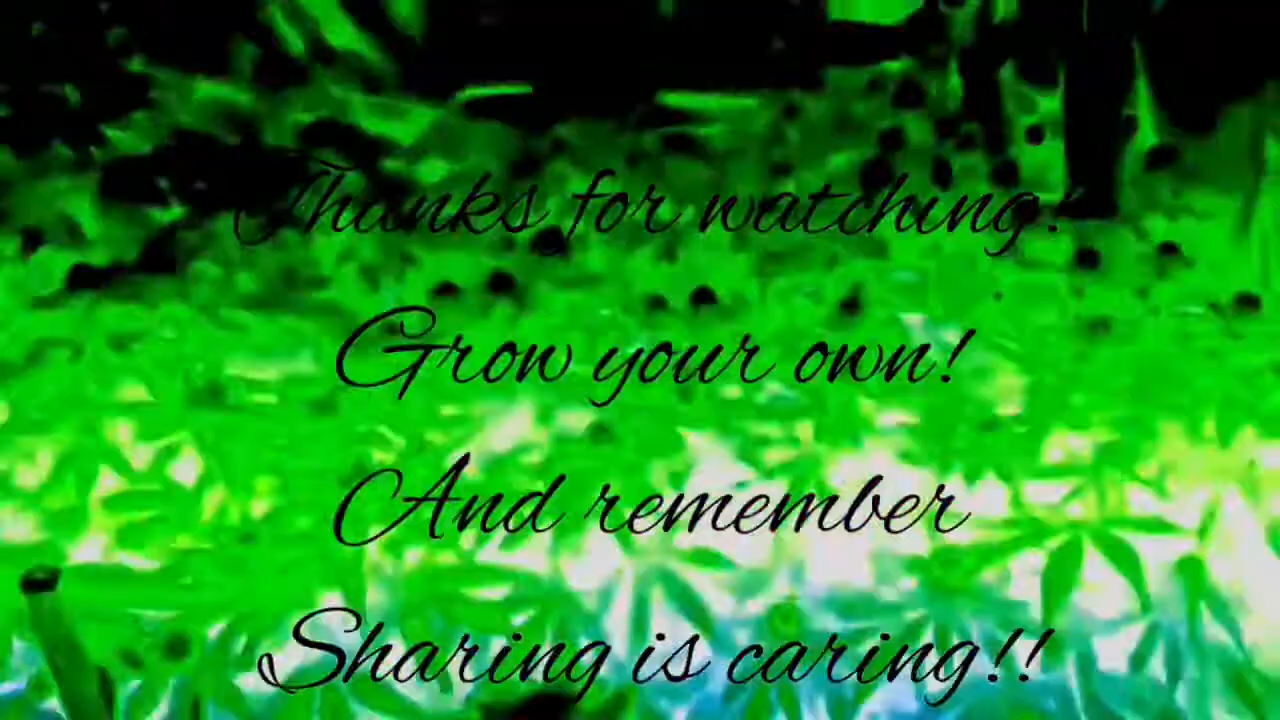 Thanks for watching!
Grow your own!
And remember
Sharing is caring!!